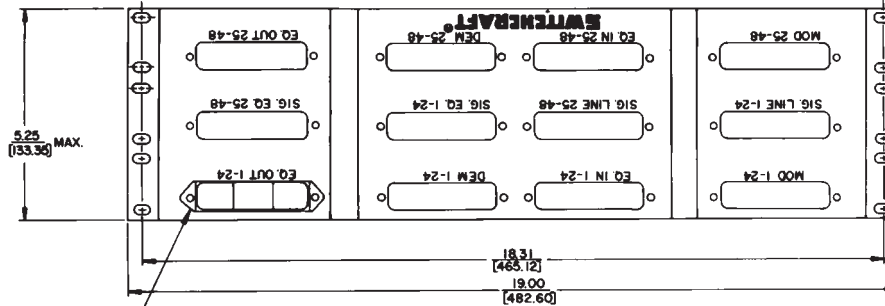 SWITCHCRAFT®
EQ. OUT 25-48
DEM 25-48
EQ. IN 25-48
MOD 25-48
SIG. EQ. 25-48
SIG. EQ. 1-24
SIG. LINE 25-48
SIG. LINE 1-24
EQ. OUT 1-24
DEM 1-24
EQ. IN 1-24
MOD 1-24
5.25
[133.35] MAX.
18.31
[465.12]
19.00
[482.60]